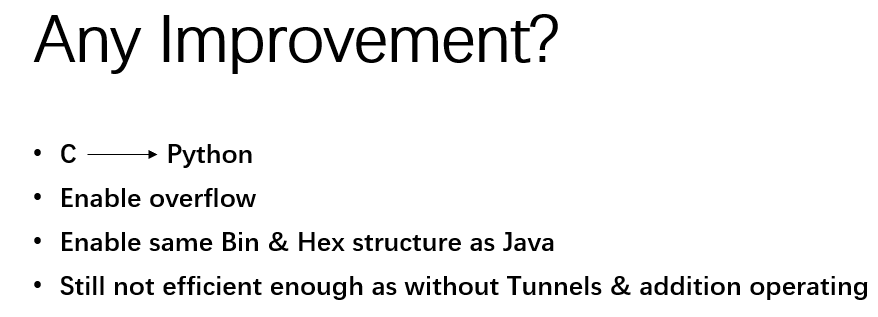 Any Improvement?
• C → Python
• Enable overflow
• Enable same Bin & Hex structure as Java
• Still not efficient enough as without Tunnels & addition operating